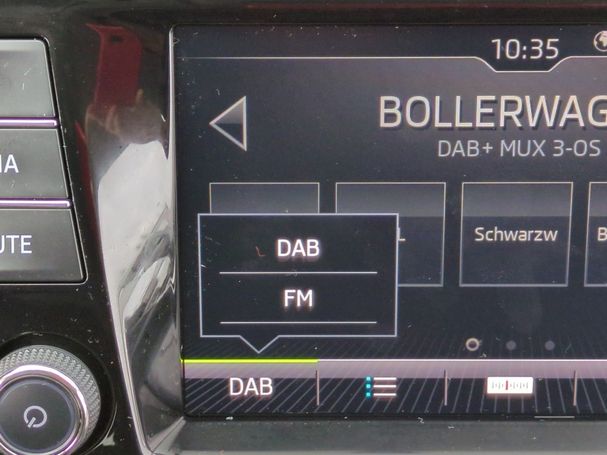 10:35
BOLLERWAG
DAB+ MUX 3-OS
Schwarzw
DAB
FM
DAB